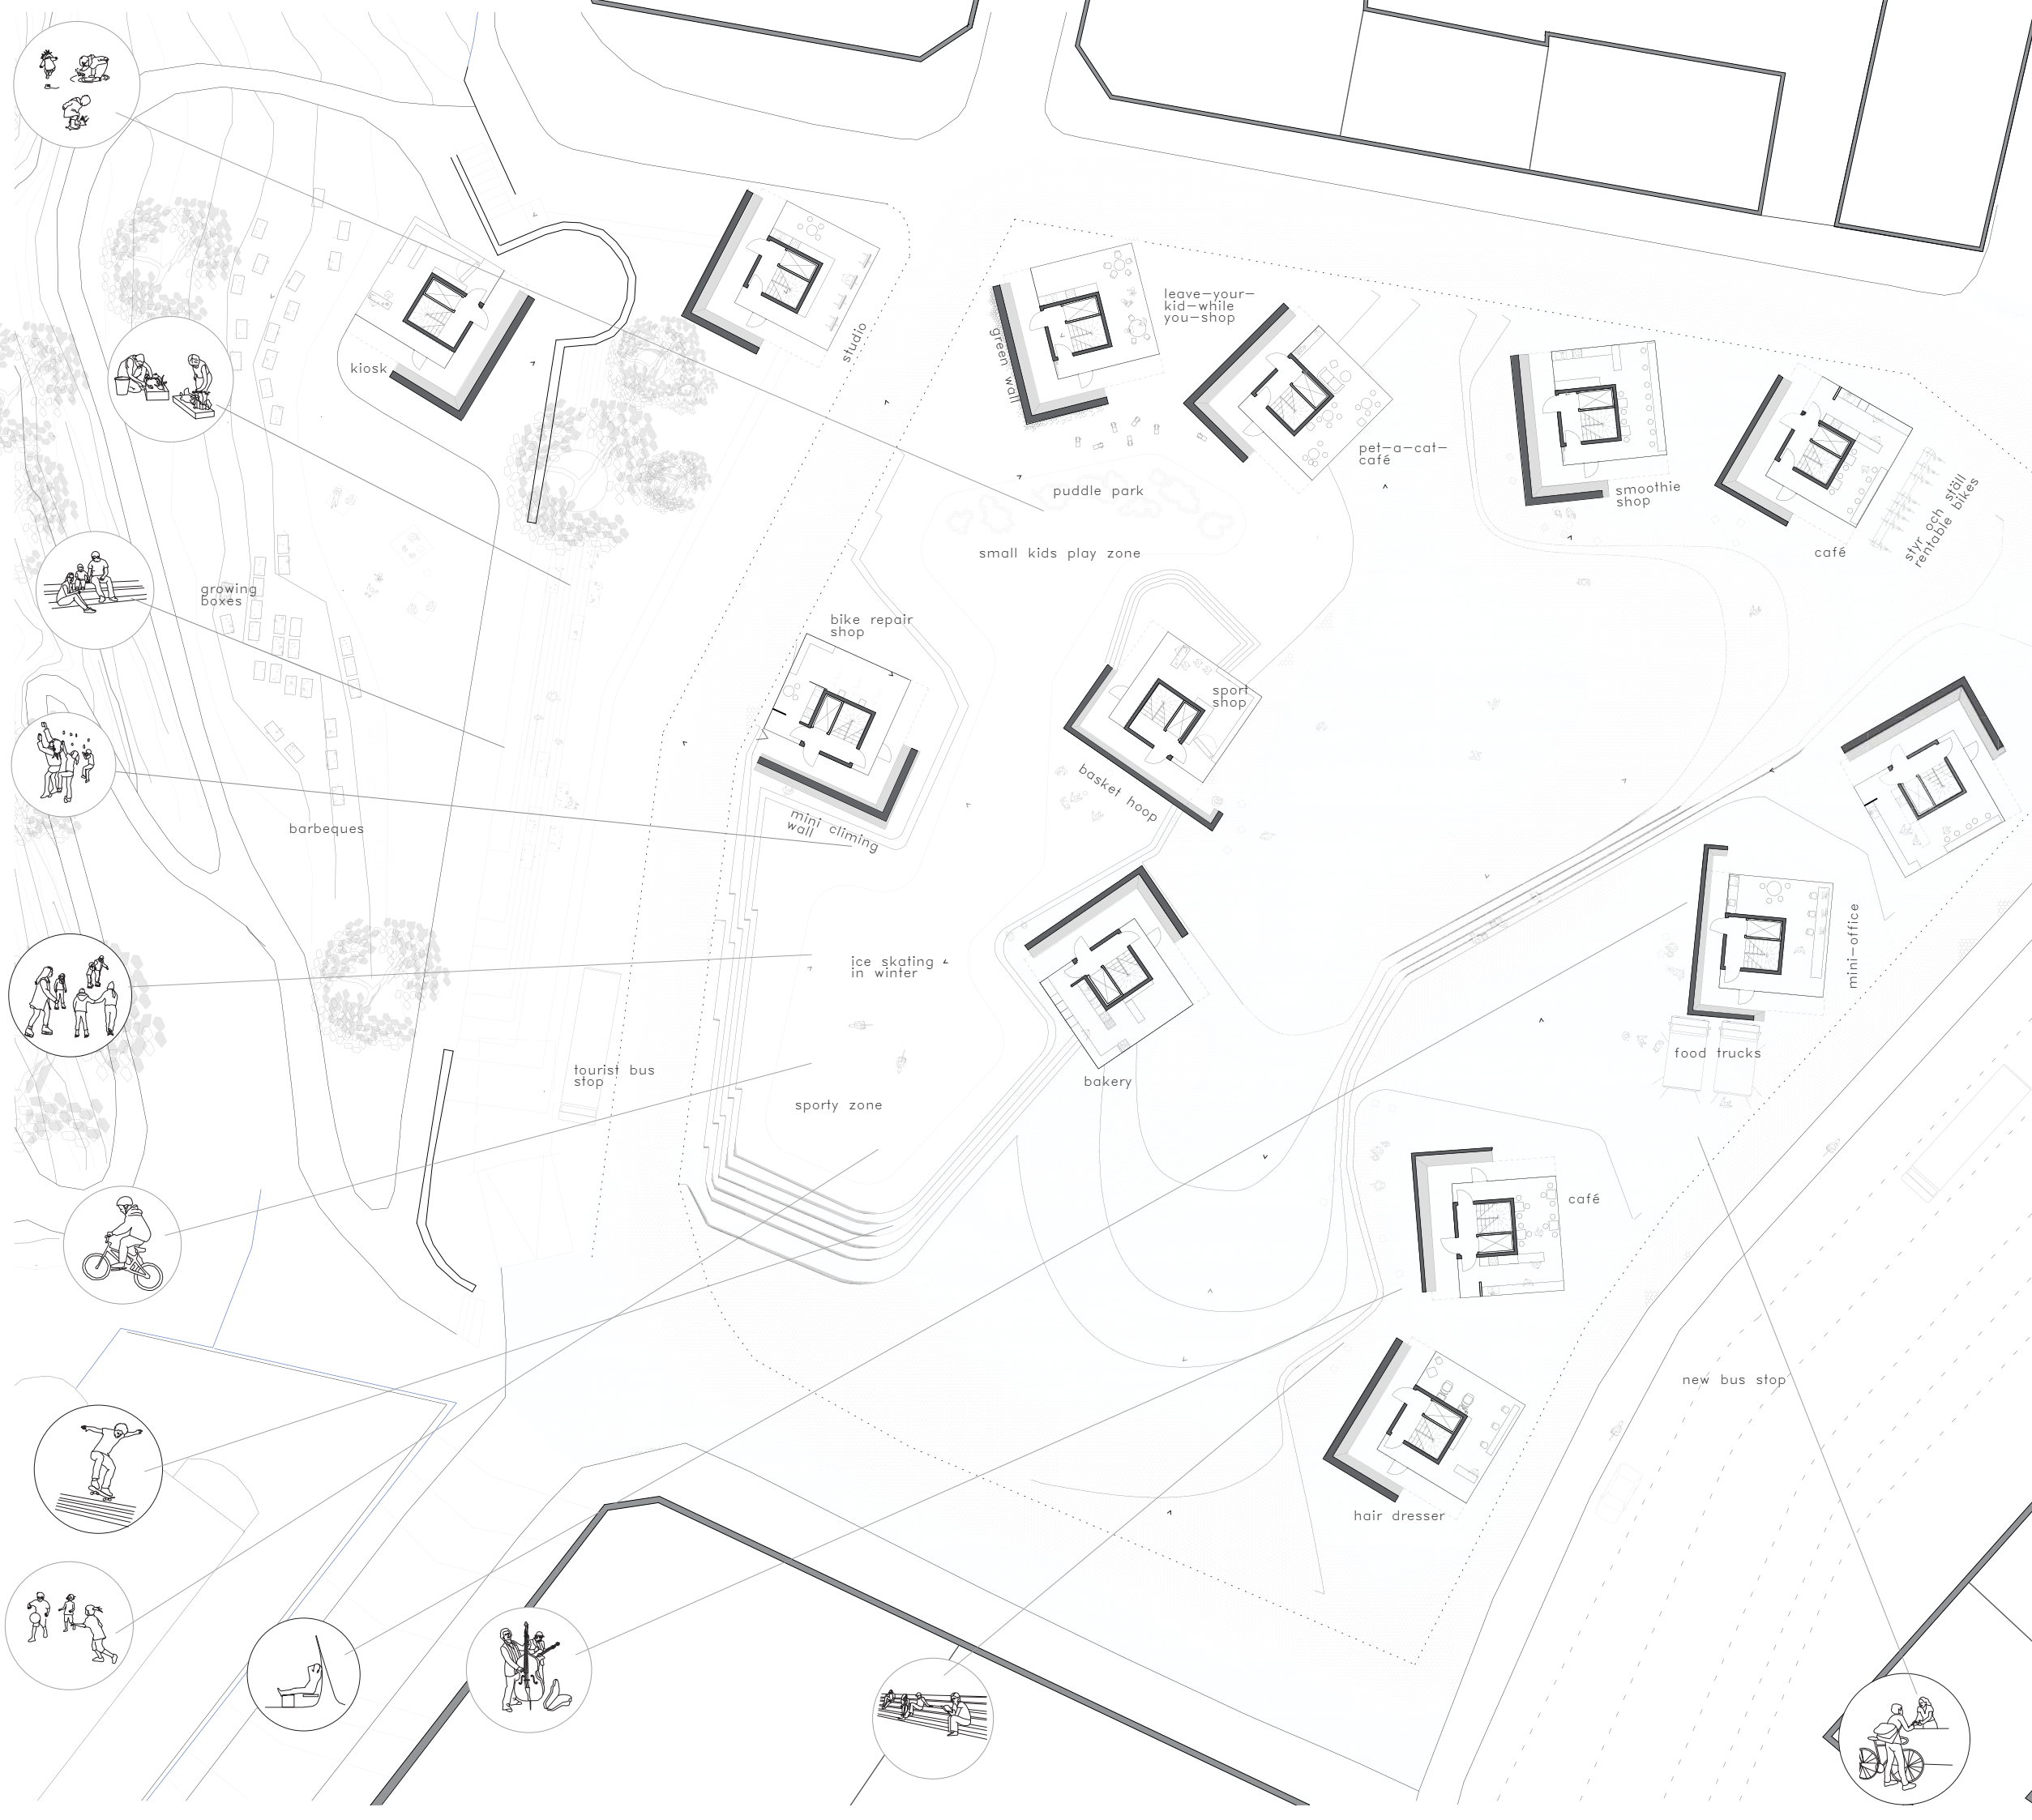 leave-your-
kid-while
you-shop
studio
green wall
kiosk
pet-a-cat-
café
puddle park
smoothie
shop
styr och ställ
rentable bikes
café
small kids play zone
growing
boxes
bike repair
shop
sport
shop
basket hoop
mini climing
wall
barbeques
mini-office
ice skating
in winter
food trucks
tourist bus
stop
bakery
sporty zone
café
new bus stop
hair dresser